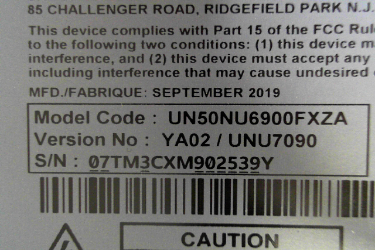 85 CHALLENGER ROAD, RIDGEFIELD PARK N.J.
This device complies with Part 15 of the FCC Rule
to the following two conditions: (1) this device m
interference, and (2) this device must accept any
including interference that may cause undesired
MFD./FABRIQUE: SEPTEMBER 2019
Model Code : UN50NU6900FXZA
Version No : YA02 / UNU7090
S/N : 07TM3CXM902539Y
CAUTION